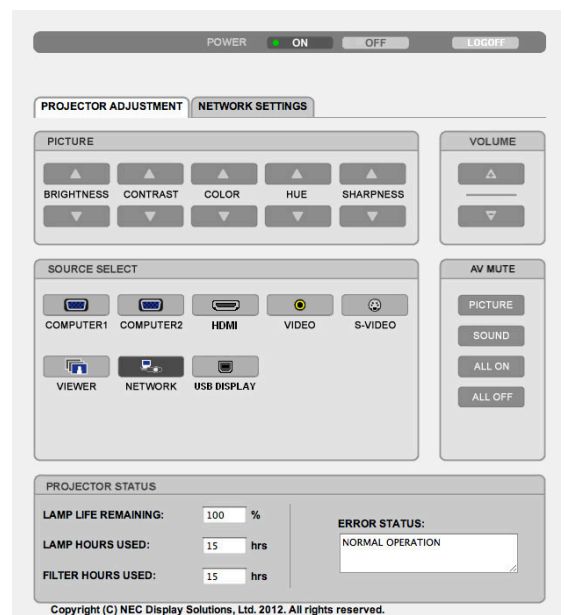 POWER ON OFF LOGOFF
PROJECTOR ADJUSTMENT NETWORK SETTINGS
PICTURE
BRIGHTNESS CONTRAST COLOR HUE SHARPNESS
VOLUME
SOURCE SELECT
COMPUTER1 COMPUTER2 HDMI VIDEO S-VIDEO
VIEWER NETWORK USB DISPLAY
AV MUTE
PICTURE
SOUND
ALL ON
ALL OFF
PROJECTOR STATUS
LAMP LIFE REMAINING: 100 %
LAMP HOURS USED: 15 hrs
FILTER HOURS USED: 15 hrs
ERROR STATUS:
NORMAL OPERATION
Copyright (C) NEC Display Solutions, Ltd. 2012. All rights reserved.